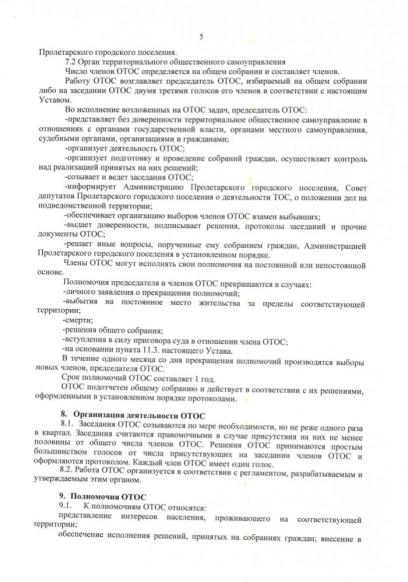 5
Пролетарского городского поселения.
7.2 Орган территориального общественного самоуправления
Число членов ОТОС определяется на общем собрании и составляет членов.
Работу ОТОС возглавляет председатель ОТОС, избираемый на общем собрании
либо на заседании ОТОС двумя третями голосов его членов в соответствии с настоящим
Уставом.
Во исполнение возложенных на ОТОС задач, председатель ОТОС:
-представляет без доверенности территориальное общественное самоуправление в
отношениях с органами государственной власти, органами местного самоуправления,
судебными органами, организациями и гражданами;
-организует деятельность ОТОС;
-организует подготовку и проведение собраний граждан, осуществляет контроль
над реализацией принятых на них решений;
-созывает и ведет заседания ОТОС;
-информирует Администрацию Пролетарского городского поселения, Совет
депутатов Пролетарского городского поселения о деятельности ТОС, о положении дел на
подведомственной территории;
-обеспечивает организацию выборов членов ОТОС взамен выбывших;
-выдает доверенности, подписывает решения, протоколы заседаний и прочие
документы ОТОС;
-решает иные вопросы, порученные ему собранием граждан, Администрацией
Пролетарского городского поселения в установленном порядке.
Члены ОТОС могут исполнять свои полномочия на постоянной или непостоянной
основе.
Полномочия председателя и членов ОТОС прекращаются в случаях:
-личного заявления о прекращении полномочий;
-выбытия на постоянное место жительства за пределы соответствующей
территории;
-смерти;
-решения общего собрания;
-вступления в силу приговора суда в отношении члена ОТОС;
-на основании пункта 11.3. настоящего Устава.
В течение одного месяца со дня прекращения полномочий производятся выборы
новых членов, председателя ОТОС.
Срок полномочий ОТОС составляет 1 год.
ОТОС подотчетен общему собранию и действует в соответствии с их решениями,
оформленными в установленном порядке протоколами.
8. Организация деятельности ОТОС
8.1. Заседания ОТОС созываются по мере необходимости, но не реже одного раза
в квартал. Заседания считаются правомочными в случае присутствия на них не менее
половины от общего числа членов ОТОС. Решения ОТОС принимаются простым
большинством голосов от числа присутствующих на заседании членов ОТОС и
оформляются протоколом. Каждый член ОТОС имеет один голос.
8.2. Работа ОТОС организуется в соответствии с регламентом, разрабатываемым и
утверждаемым этим органом.
9. Полномочия ОТОС
9.1. К полномочиям ОТОС относятся:
представление интересов населения, проживающего на соответствующей
территории;
обеспечение исполнения решений, принятых на собраниях граждан; внесение в